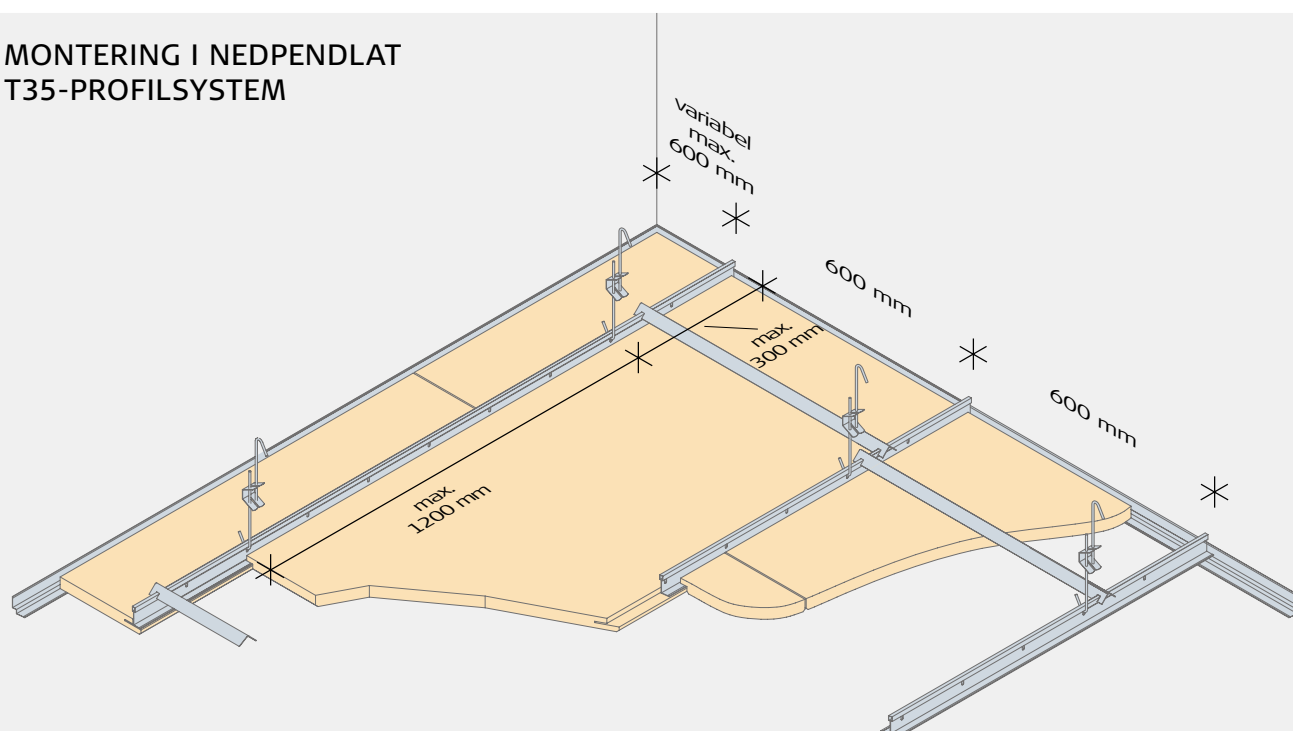 MONTERING I NEDPENDLAT
T35-PROFILSYSTEM
variabel
max.
600 mm
600 mm
max.
300 mm
600 mm
max.
1200 mm